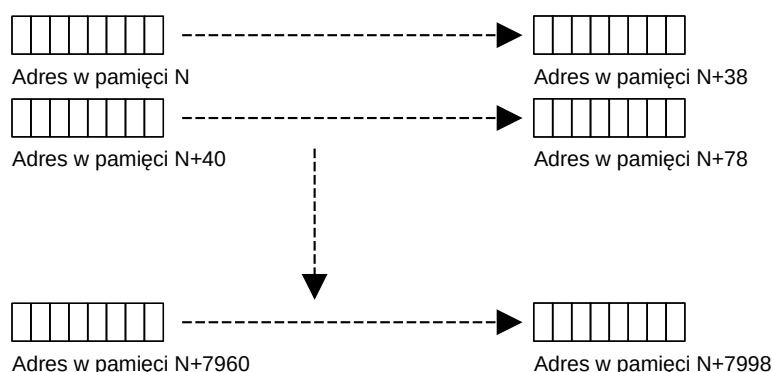 Adres w pamięci N
Adres w pamięci N+38
Adres w pamięci N+40
Adres w pamięci N+78
Adres w pamięci N+7960
Adres w pamięci N+7998